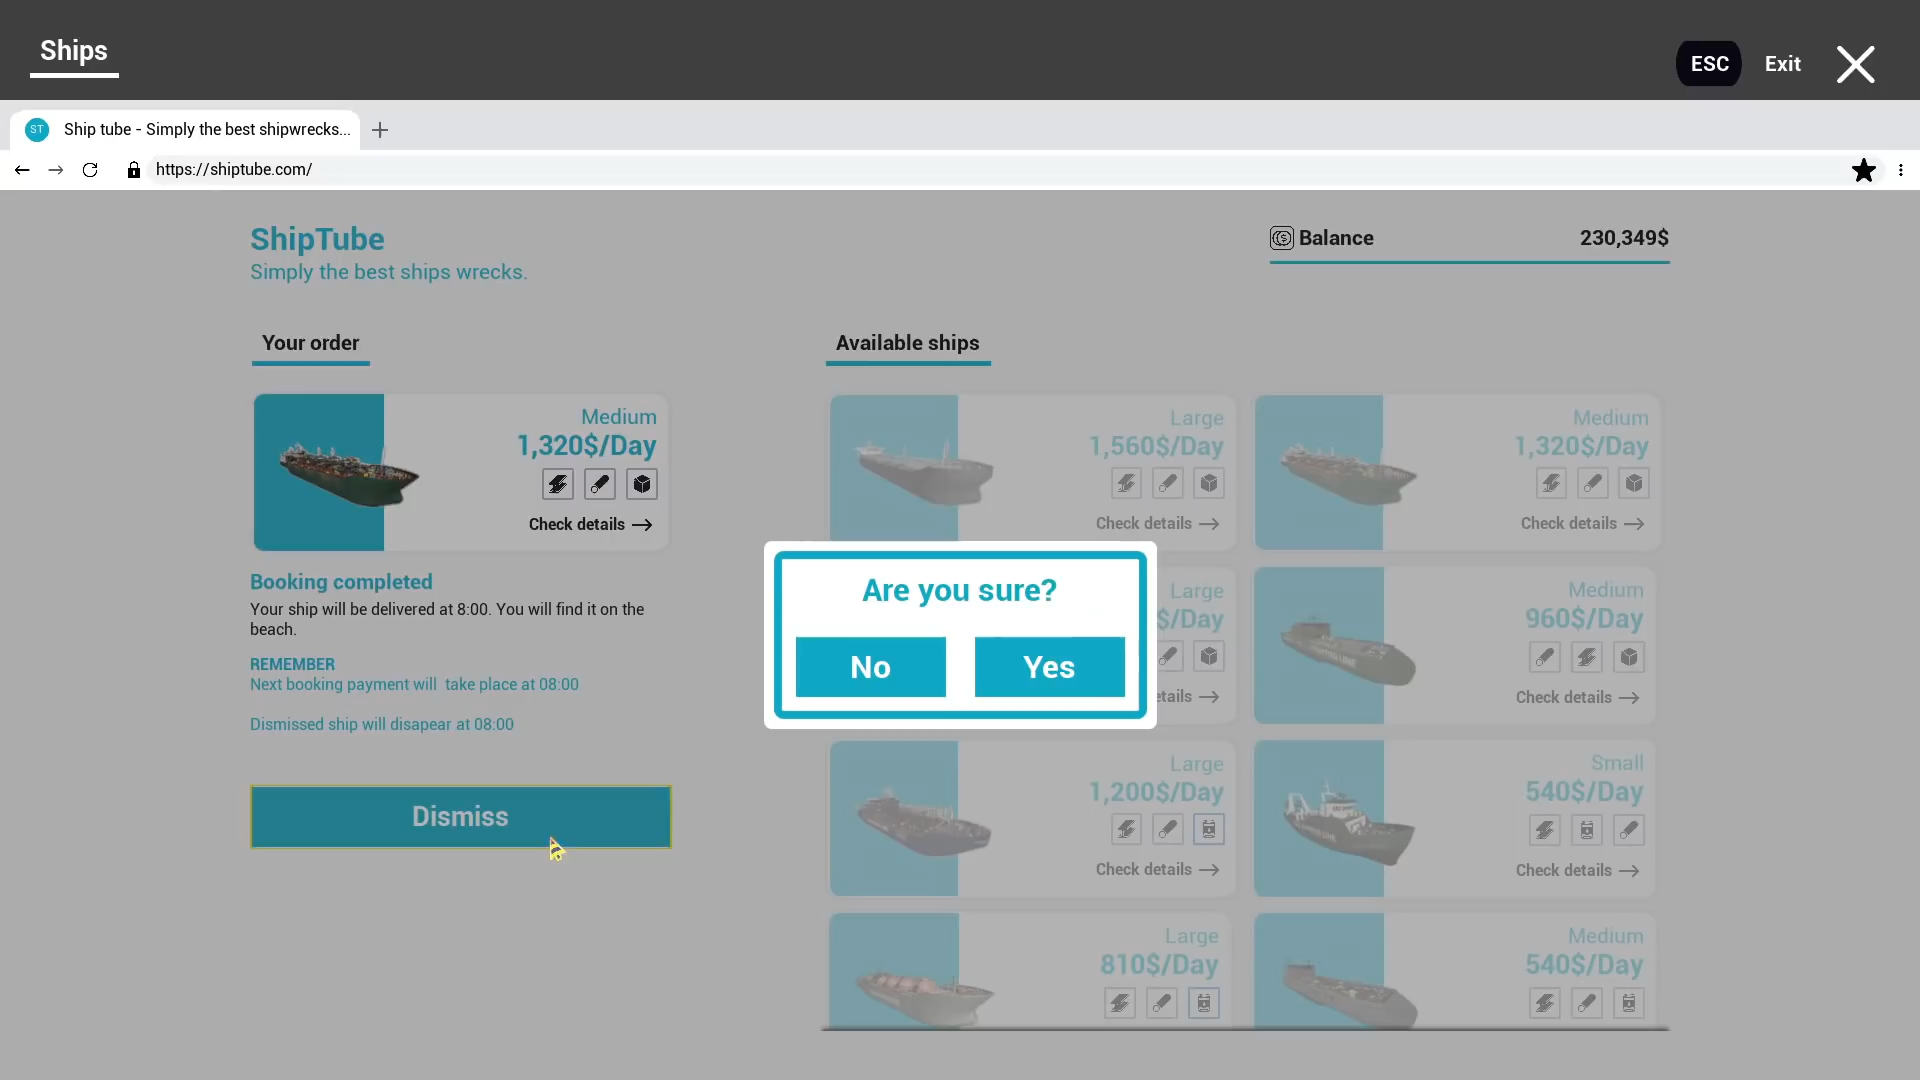 Ships
ESC Exit
ST Ship tube - Simply the best shipwrecks...
https://shiptube.com/
ShipTube
Simply the best ships wrecks.
Balance 230,349$
Your order
Medium
1,320$/Day
Check details
Booking completed
Your ship will be delivered at 8:00. You will find it on the
beach.
REMEMBER
Next booking payment will take place at 08:00
Dismissed ship will disapear at 08:00
Dismiss
Available ships
Large
1,560$/Day
Check details
Medium
1,320$/Day
Check details
Large
$/Day
etails
Medium
960$/Day
Check details
Large
1,200$/Day
Check details
Small
540$/Day
Check details
Large
810$/Day
Medium
540$/Day
Are you sure?
No Yes